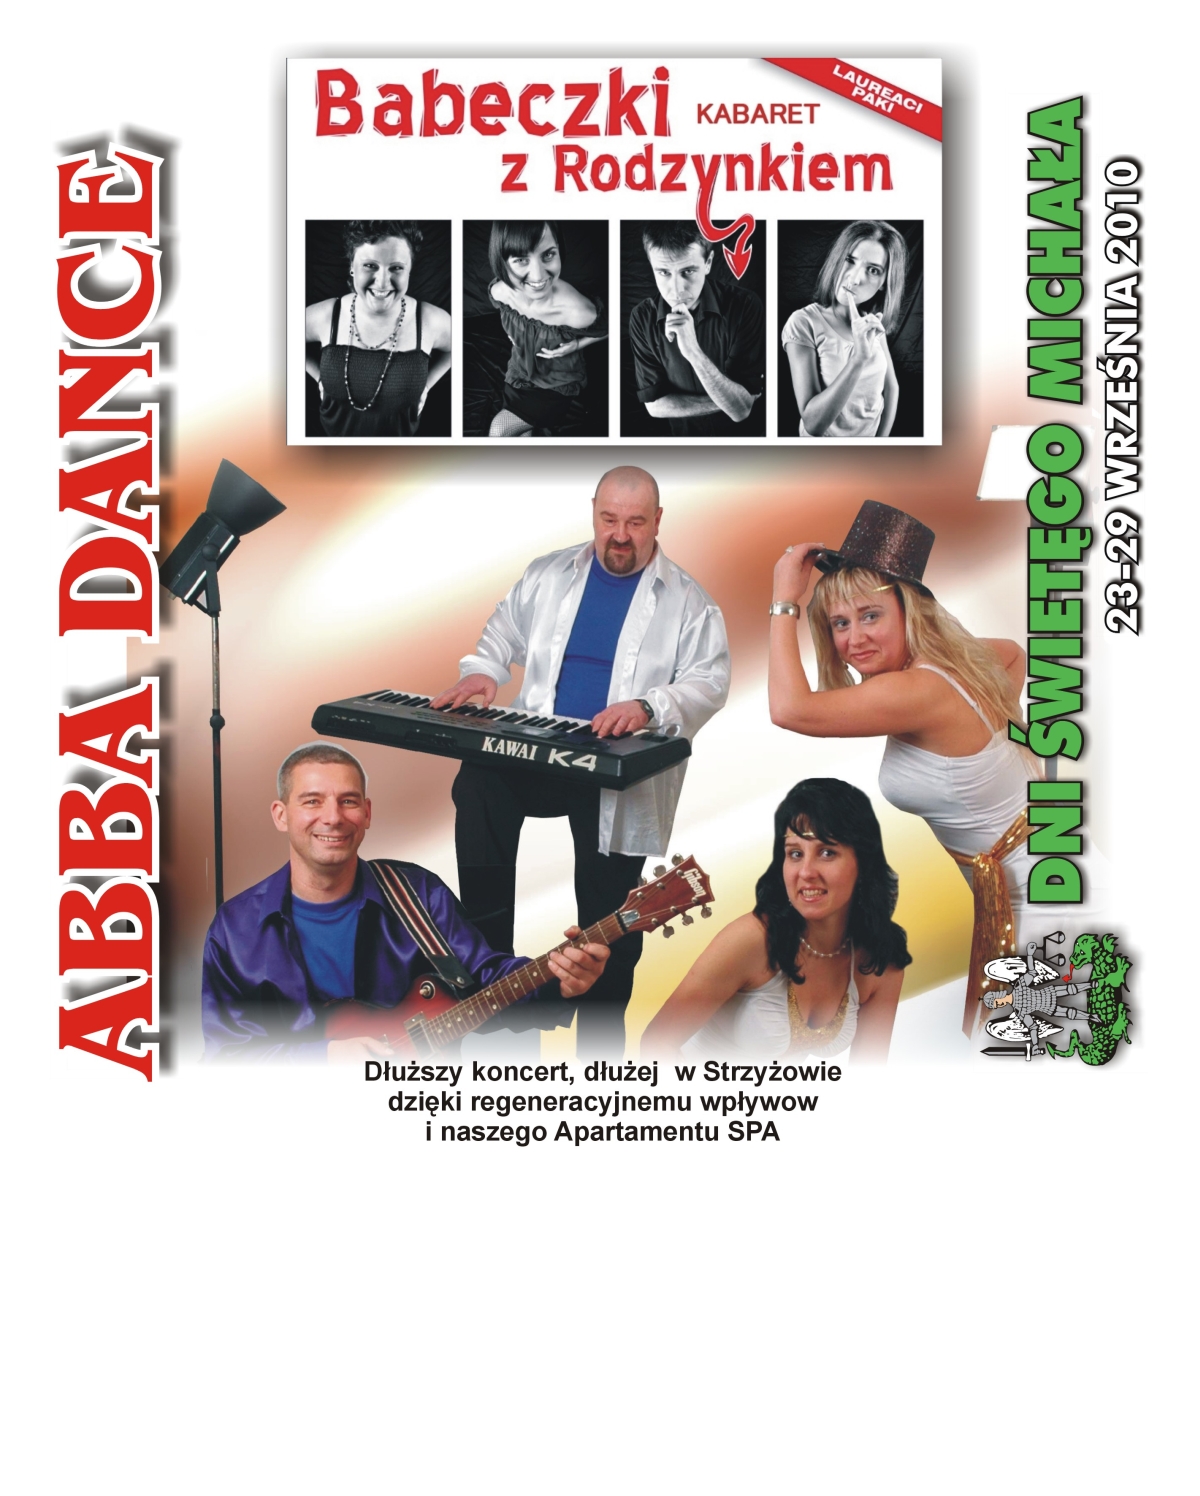 Babeczki
KABARET
z Rodzynkiem
LAUREACI
PAKI
ABBA DANCE
DNI ŚWIETĘGO MICHAŁA
23-29 WRZEŚNIA 2010
KAWAI K4
Gibson
Dłuższy koncert, dłużej w Strzyżowie
dzięki regeneracyjnemu wpływow
i naszego Apartamentu SPA